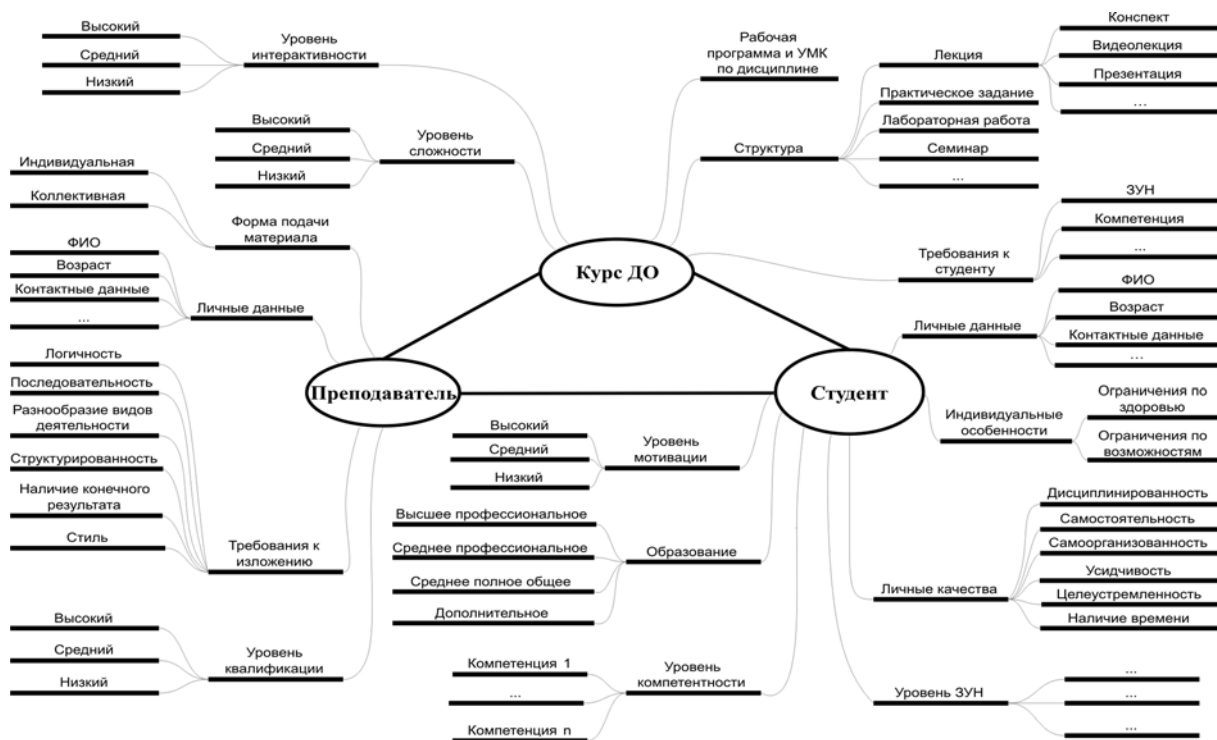 Высокий
Средний
Низкий
Уровень
интерактивности
Высокий
Средний
Низкий
Уровень
сложности
Рабочая
программа и УМК
по дисциплине
Структура
Лекция
Конспект
Видеолекция
Презентация
...
Практическое задание
Лабораторная работа
Семинар
...
Требования к
студенту
ЗУН
Компетенция
...
Курс ДО
Индивидуальная
Коллективная
Форма подачи
материала
ФИО
Возраст
Контактные данные
...
Личные данные
Преподаватель
Логичность
Последовательность
Разнообразие видов
деятельности
Структурированность
Наличие конечного
результата
Стиль
Требования к
изложению
Высокий
Средний
Низкий
Уровень
квалификации
Студент
Личные данные
ФИО
Возраст
Контактные данные
...
Индивидуальные
особенности
Ограничения по
здоровью
Ограничения по
возможностям
Высокий
Средний
Низкий
Уровень
мотивации
Высшее профессиональное
Среднее профессиональное
Среднее полное общее
Дополнительное
Образование
Компетенция 1
...
Компетенция n
Уровень
компетентности
Личные качества
Дисциплинированность
Самостоятельность
Самоорганизованность
Усидчивость
Целеустремленность
Наличие времени
Уровень ЗУН
...
...
...